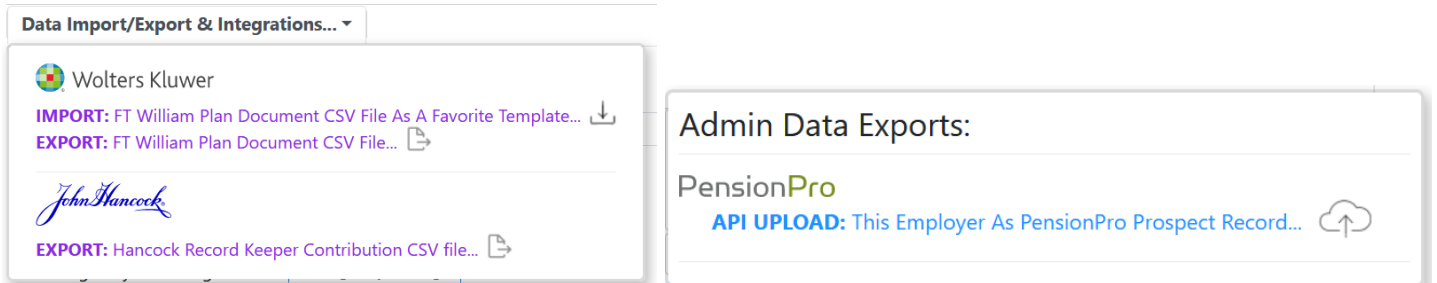 Data Import/Export & Integrations...
Wolters Kluwer
IMPORT: FT William Plan Document CSV File As A Favorite Template...
EXPORT: FT William Plan Document CSV File...
John Hancock
EXPORT: Hancock Record Keeper Contribution CSV file...
Admin Data Exports:
PensionPro
API UPLOAD: This Employer As PensionPro Prospect Record...